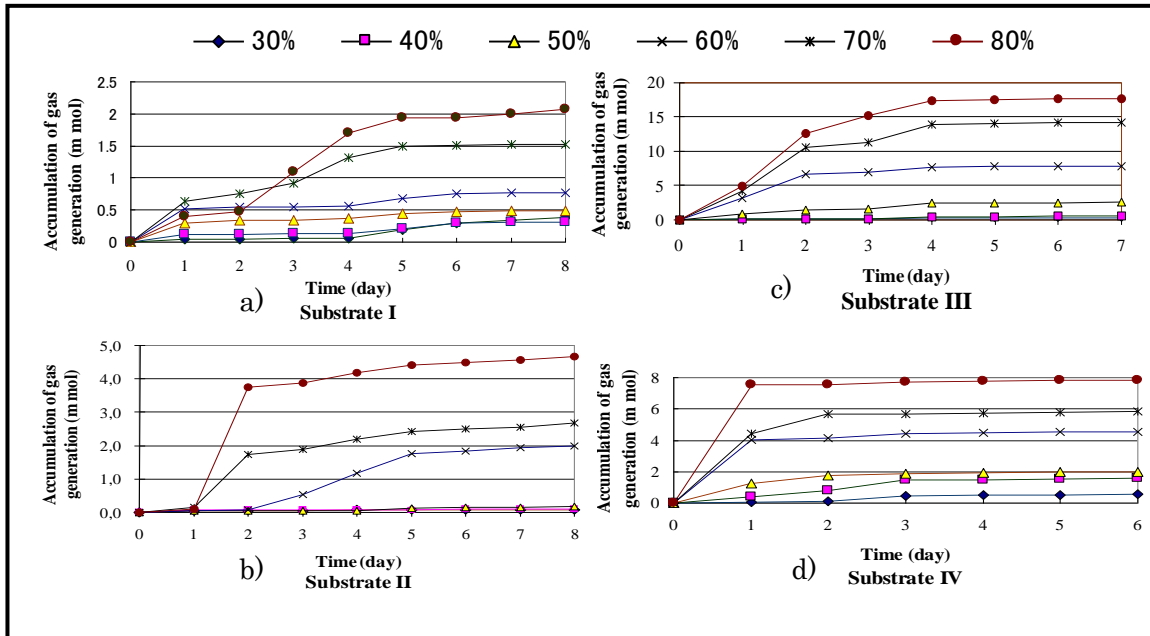 30% 40% 50% 60% 70% 80%
Accumulation of gas
generation (m mol)
2.5
2
1.5
1
0.5
0
0 1 2 3 4 5 6 7 8
Time (day)
a)
Substrate I
Accumulation of gas
generation (m mol)
20
15
10
5
0
0 1 2 3 4 5 6 7
Time (day)
c)
Substrate III
Accumulation of gas
generation (m mol)
5,0
4,0
3,0
2,0
1,0
0,0
0 1 2 3 4 5 6 7 8
Time (day)
b)
Substrate II
Accumulation of gas
generation (m mol)
8
6
4
2
0
0 1 2 3 4 5 6
Time (day)
d)
Substrate IV